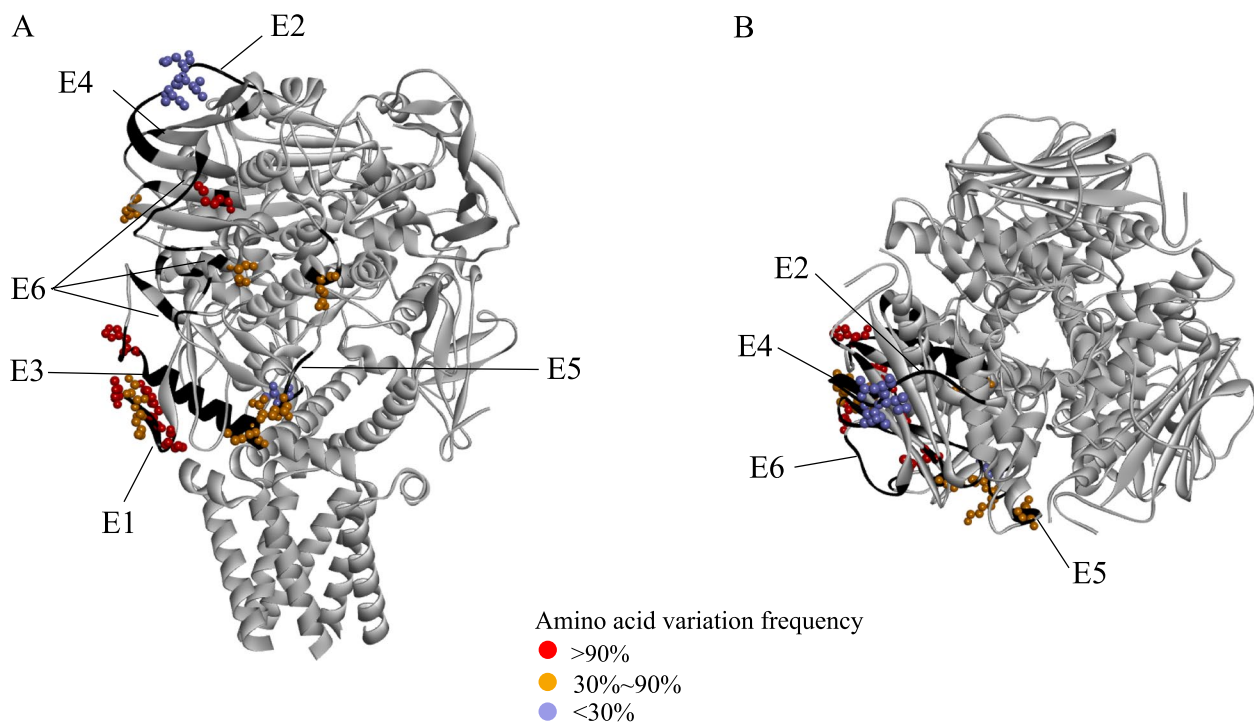 A
B
E2
E4
E6
E3
E5
E1
E2
E4
E6
E5
Amino acid variation frequency
>90%
30%~90%
<30%